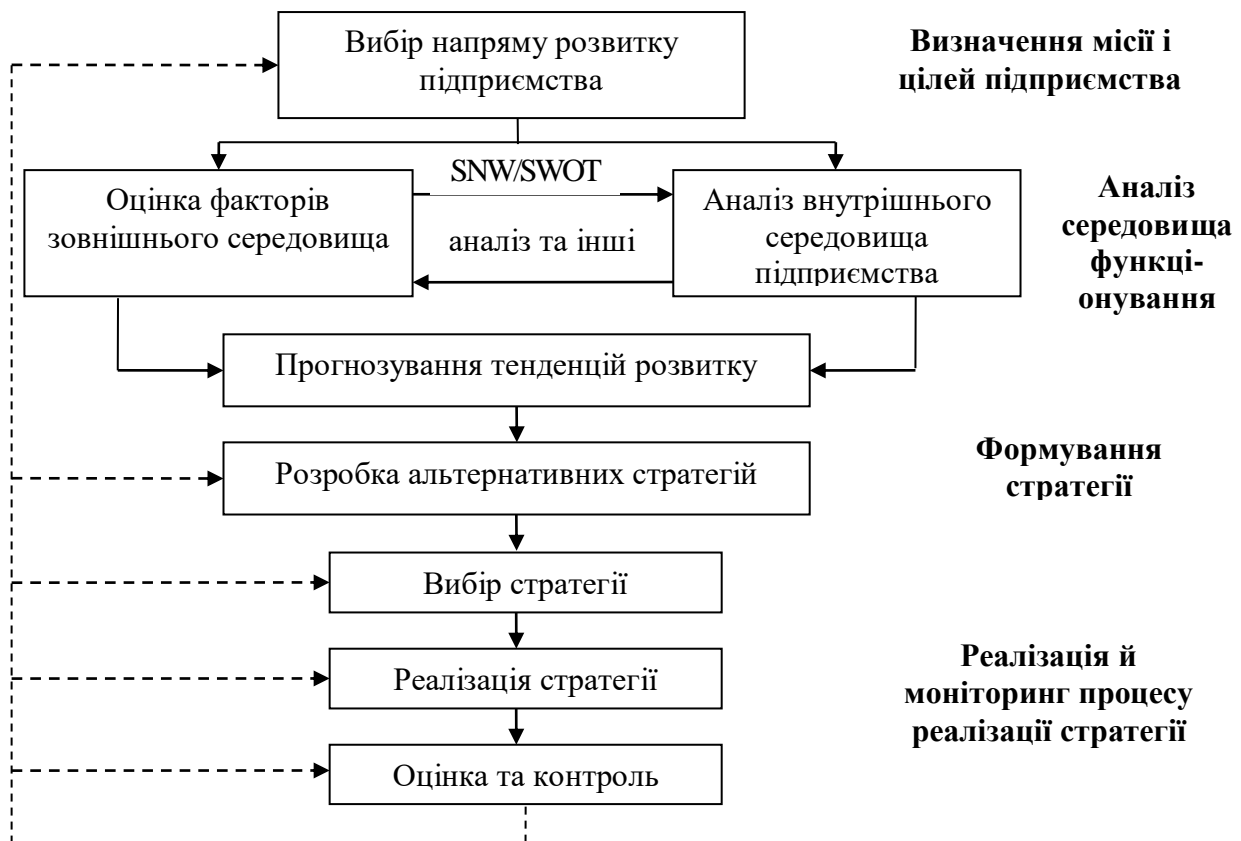 Вибір напряму розвитку
підприємства
Визначення місії і
цілей підприємства
SNW/SWOT
аналіз та інші
Оцінка факторів
зовнішнього середовища
Аналіз внутрішнього
середовища
підприємства
Аналіз
середовища
функці-
онування
Прогнозування тенденцій розвитку
Розробка альтернативних стратегій
Формування
стратегії
Вибір стратегії
Реалізація стратегії
Реалізація й
моніторинг процесу
реалізації стратегії
Оцінка та контроль